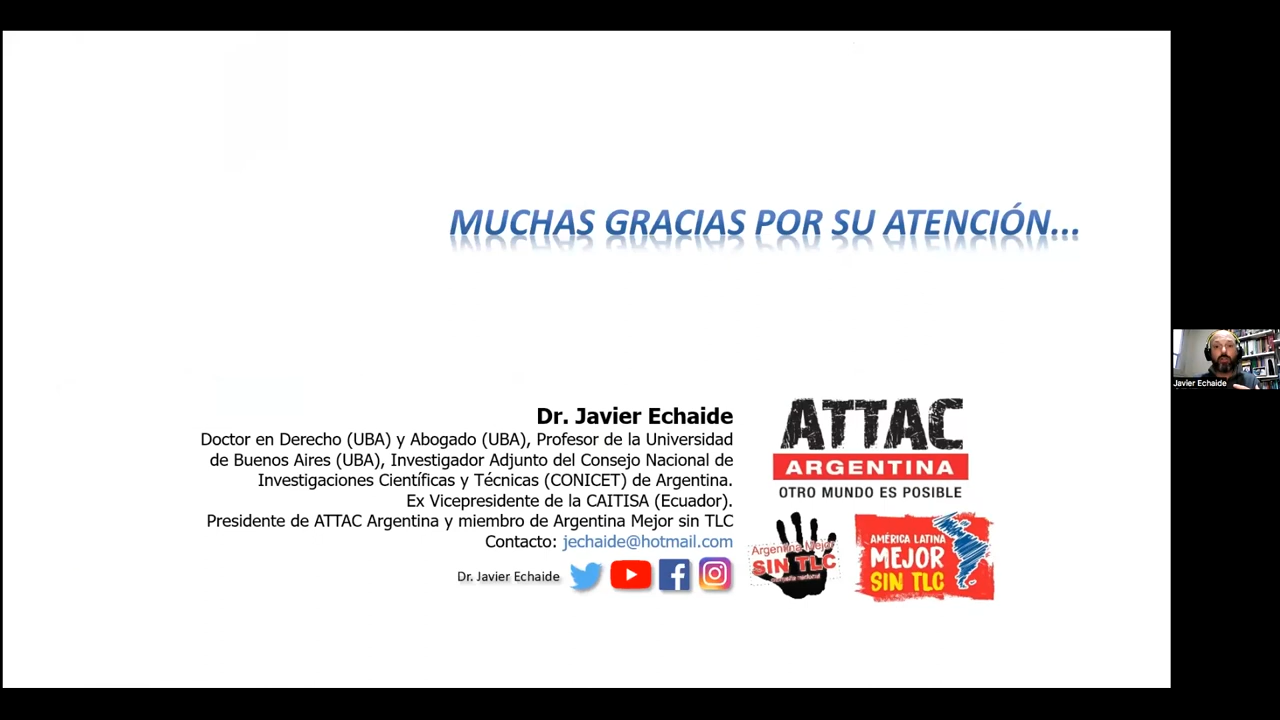 MUCHAS GRACIAS POR SU ATENCIÓN...
Javier Echaide
Dr. Javier Echaide
Doctor en Derecho (UBA) y Abogado (UBA), Profesor de la Universidad
de Buenos Aires (UBA), Investigador Adjunto del Consejo Nacional de
Investigaciones Científicas y Técnicas (CONICET) de Argentina.
Ex Vicepresidente de la CAITISA (Ecuador).
Presidente de ATTAC Argentina y miembro de Argentina Mejor sin TLC
Contacto: jechaide@hotmail.com
Dr. Javier Echaide
ATTAC
ARGENTINA
OTRO MUNDO ES POSIBLE
Argentina Mejor
SIN TLC
campaña nacional
AMÉRICA LATINA
MEJOR
SIN TLC